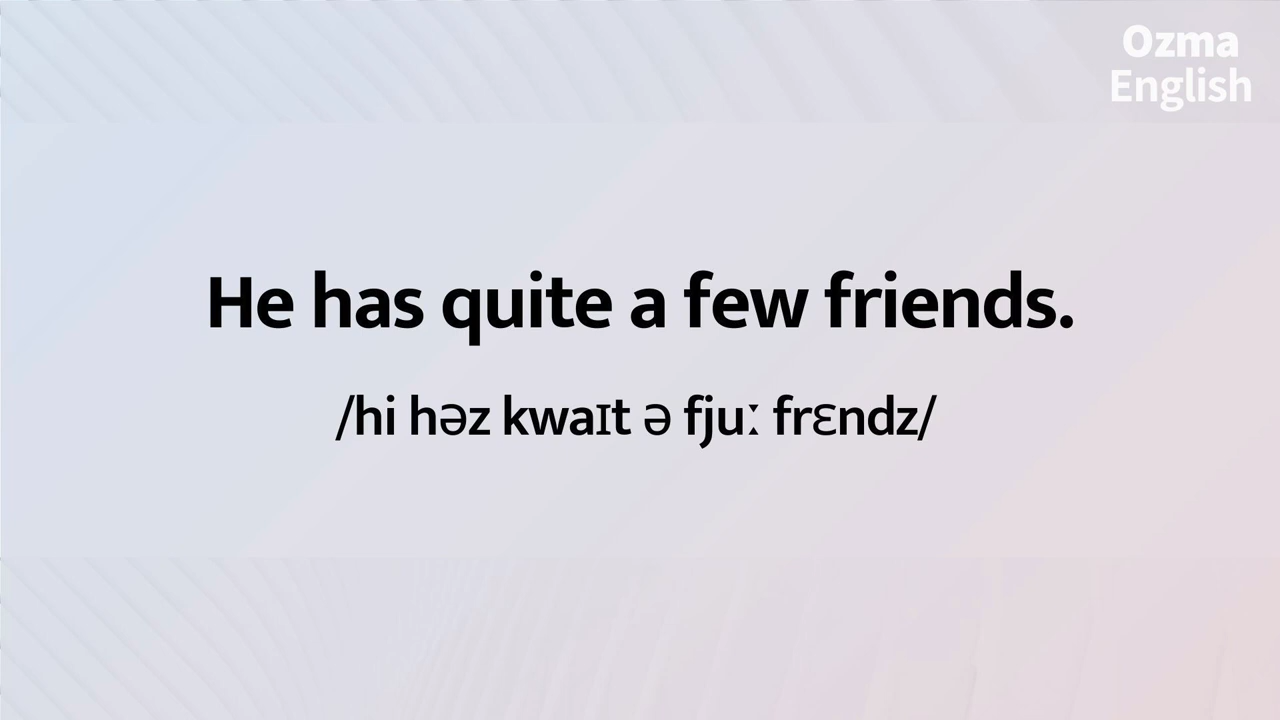 Ozma
English
He has quite a few friends.
/hi həz kwaɪt ə fjuː frɛndz/